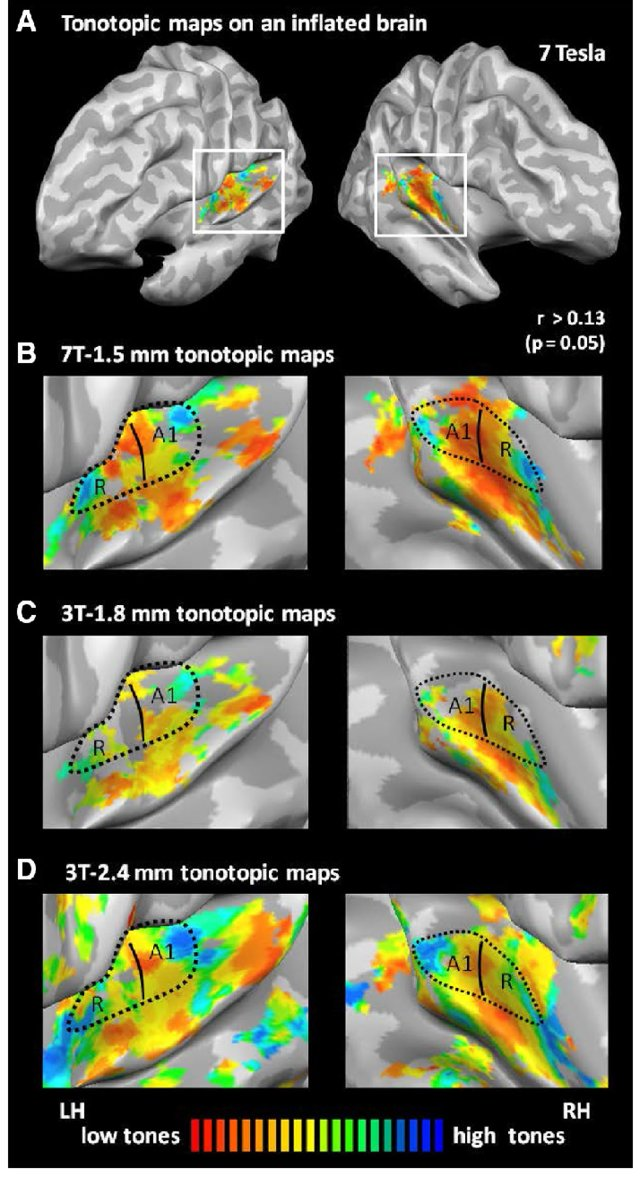 A Tonotopic maps on an inflated brain
7 Tesla
r > 0.13
(p = 0.05)
B 7T-1.5 mm tonotopic maps
A1
R
A1
R
C 3T-1.8 mm tonotopic maps
A1
R
A1
R
D 3T-2.4 mm tonotopic maps
A1
R
A1
R
LH
RH
low tones
high tones